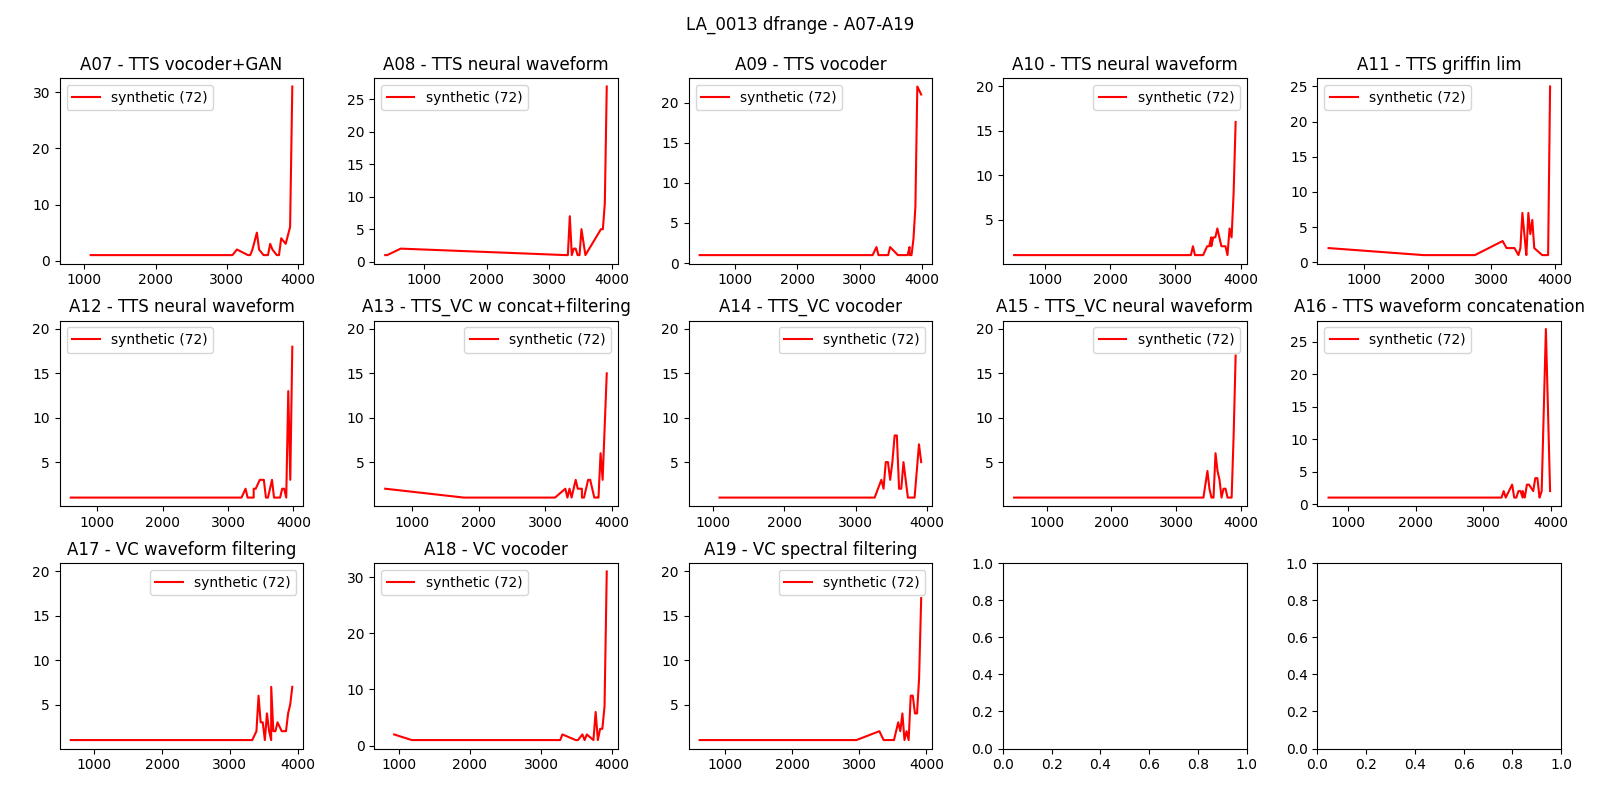 LA_0013 dfrange - A07-A19
A07 - TTS vocoder+GAN
A08 - TTS neural waveform
A09 - TTS vocoder
A10 - TTS neural waveform
A11 - TTS griffin lim
synthetic (72)
synthetic (72)
synthetic (72)
synthetic (72)
synthetic (72)
30
20
10
0
1000 2000 3000 4000
25
20
15
10
5
0
1000 2000 3000 4000
20
15
10
5
0
1000 2000 3000 4000
20
15
10
5
1000 2000 3000 4000
25
20
15
10
5
0
1000 2000 3000 4000
A12 - TTS neural waveform
A13 - TTS_VC w concat+filtering
A14 - TTS_VC vocoder
A15 - TTS_VC neural waveform
A16 - TTS waveform concatenation
synthetic (72)
synthetic (72)
synthetic (72)
synthetic (72)
synthetic (72)
20
15
10
5
1000 2000 3000 4000
20
15
10
5
1000 2000 3000 4000
20
15
10
5
1000 2000 3000 4000
20
15
10
5
1000 2000 3000 4000
25
20
15
10
5
0
1000 2000 3000 4000
A17 - VC waveform filtering
A18 - VC vocoder
A19 - VC spectral filtering
synthetic (72)
synthetic (72)
synthetic (72)
20
15
10
5
1000 2000 3000 4000
30
20
10
0
1000 2000 3000 4000
20
15
10
5
1000 2000 3000 4000
1.0
0.8
0.6
0.4
0.2
0.0
0.0 0.2 0.4 0.6 0.8 1.0
1.0
0.8
0.6
0.4
0.2
0.0
0.0 0.2 0.4 0.6 0.8 1.0